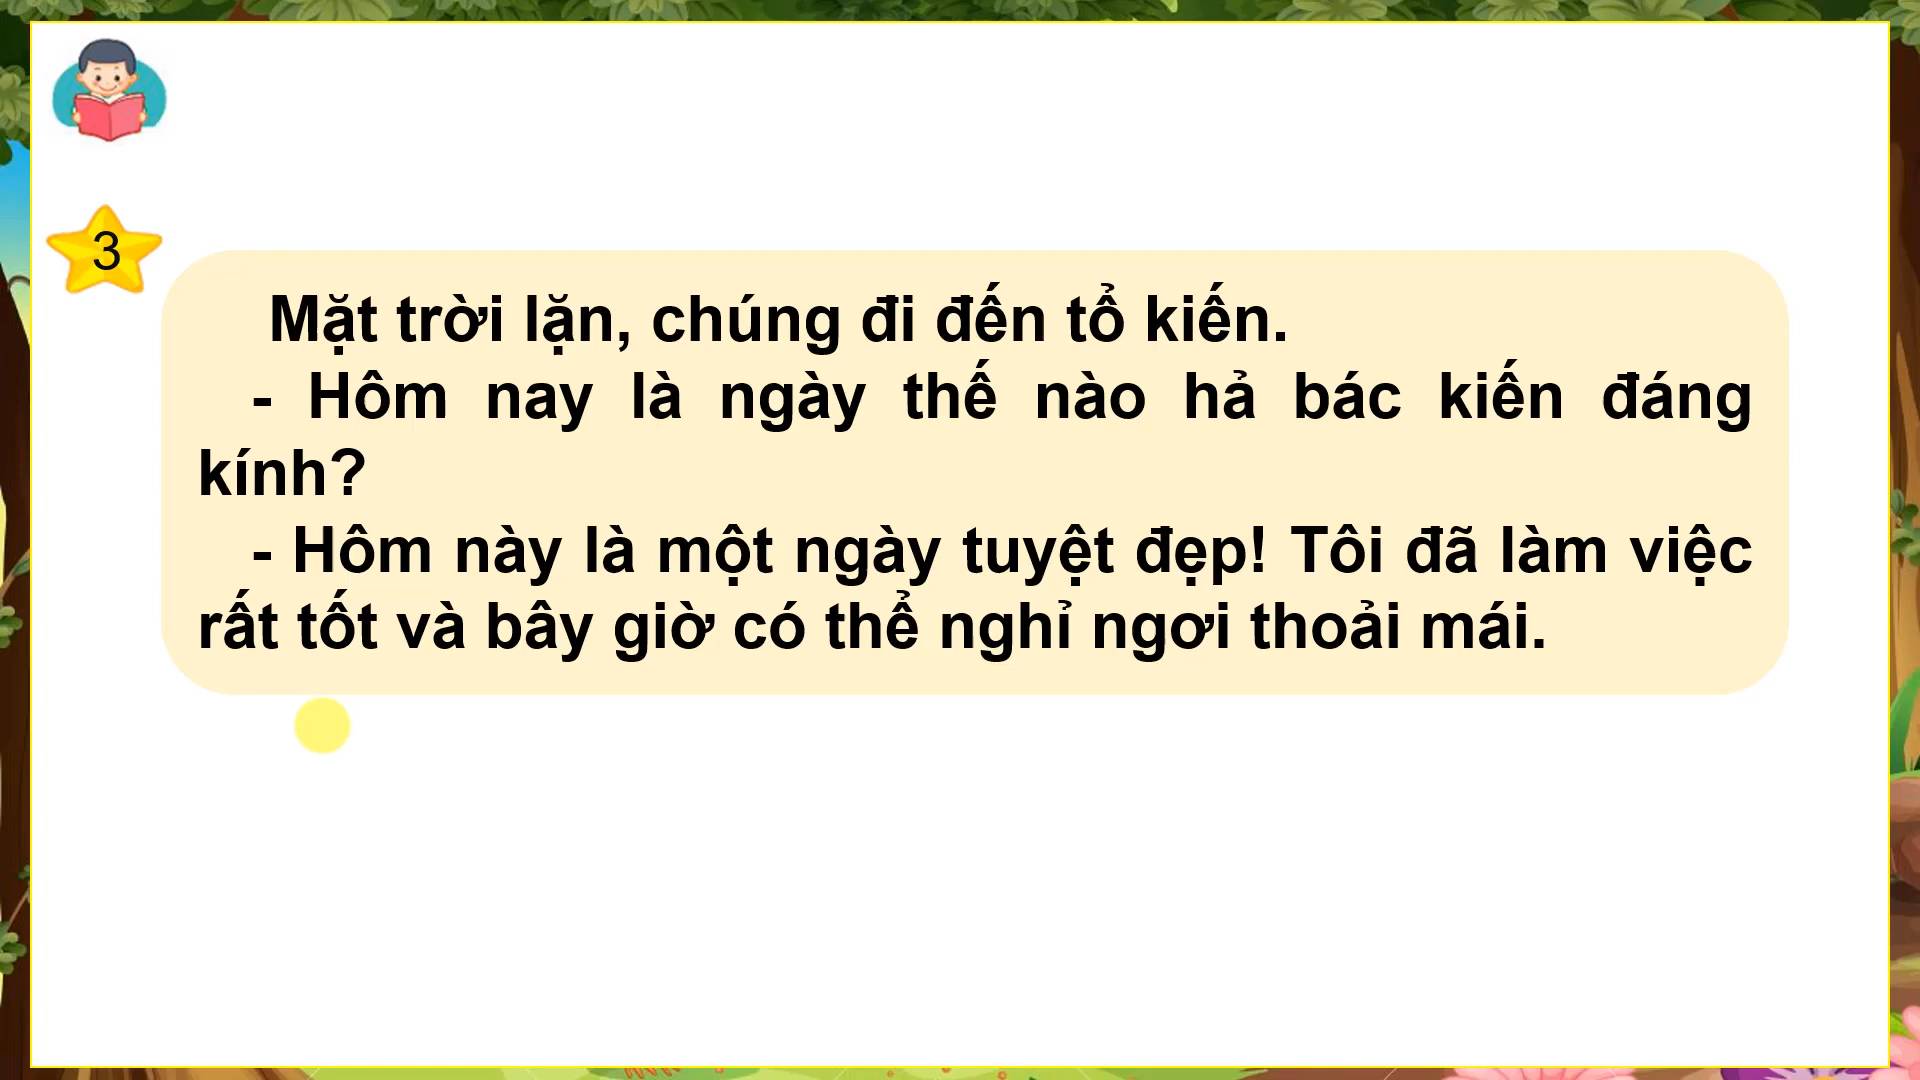 3
Mặt trời lặn, chúng đi đến tổ kiến.
- Hôm nay là ngày thế nào hả bác kiến đáng
kính?
- Hôm này là một ngày tuyệt đẹp! Tôi đã làm việc
rất tốt và bây giờ có thể nghỉ ngơi thoải mái.